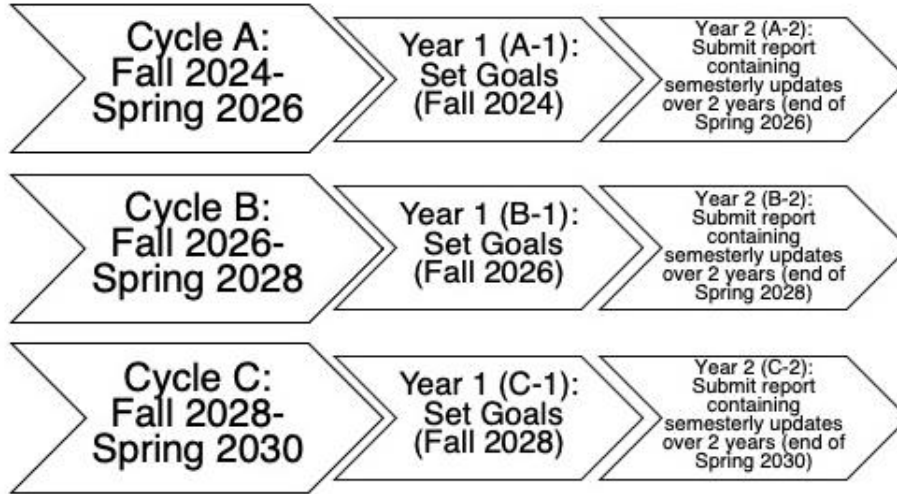 Cycle A:
Fall 2024-
Spring 2026
Year 1 (A-1):
Set Goals
(Fall 2024)
Year 2 (A-2):
Submit report
containing
semesterly updates
over 2 years (end of
Spring 2026)
Cycle B:
Fall 2026-
Spring 2028
Year 1 (B-1):
Set Goals
(Fall 2026)
Year 2 (B-2):
Submit report
containing
semesterly updates
over 2 years (end of
Spring 2028)
Cycle C:
Fall 2028-
Spring 2030
Year 1 (C-1):
Set Goals
(Fall 2028)
Year 2 (C-2):
Submit report
containing
semesterly updates
over 2 years (end of
Spring 2030)